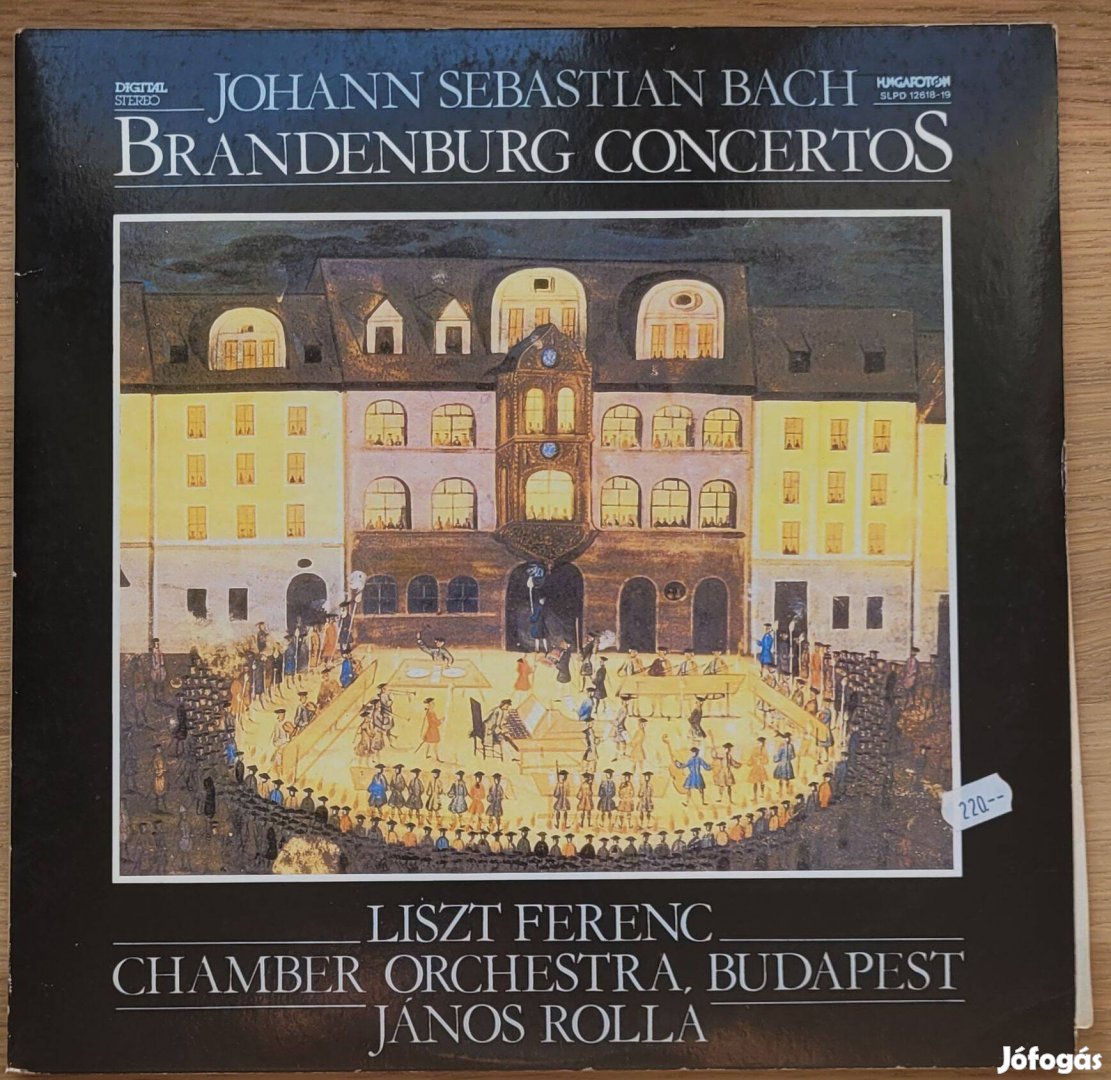 DIGITAL
STEREO
JOHANN SEBASTIAN BACH
HUNGAROTON
SLPD 12618-19
BRANDENBURG CONCERTOS
220.--
LISZT FERENC
CHAMBER ORCHESTRA, BUDAPEST
JÁNOS ROLLA
Jófogás